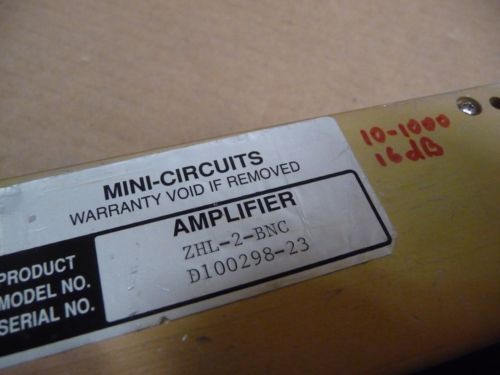 MINI-CIRCUITS
WARRANTY VOID IF REMOVED
AMPLIFIER
PRODUCT
MODEL NO. ZHL-2-BNC
SERIAL NO. D100298-23
10-1000
16dB